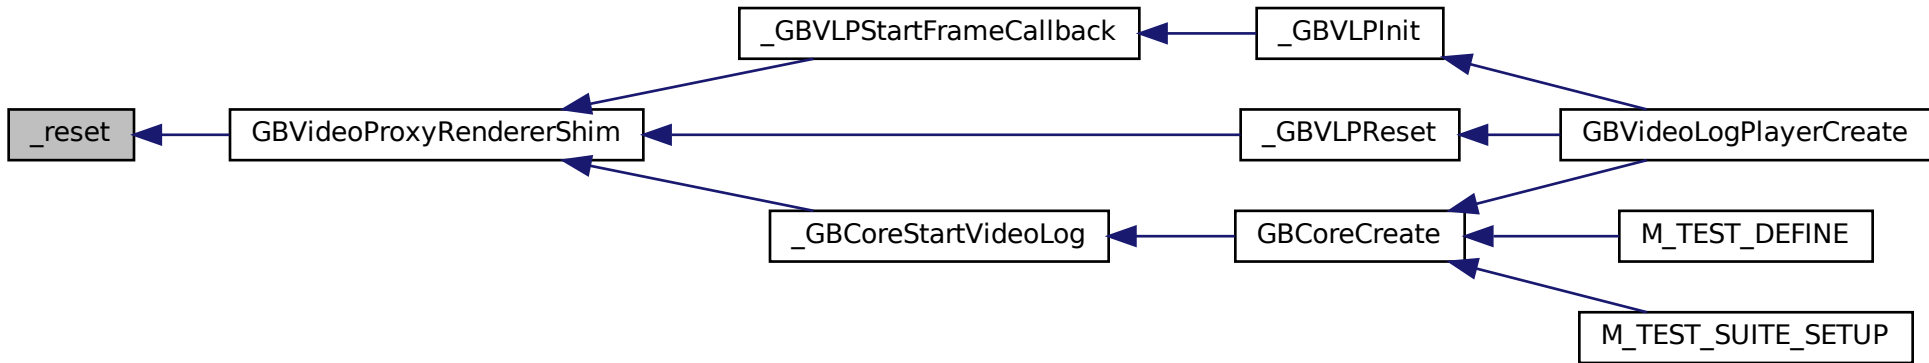 _GBVLPStartFrameCallback
_GBVLPInit
_reset
GBVideoProxyRendererShim
_GBVLPReset
GBVideoLogPlayerCreate
_GBCoreStartVideoLog
GBCoreCreate
M_TEST_DEFINE
M_TEST_SUITE_SETUP